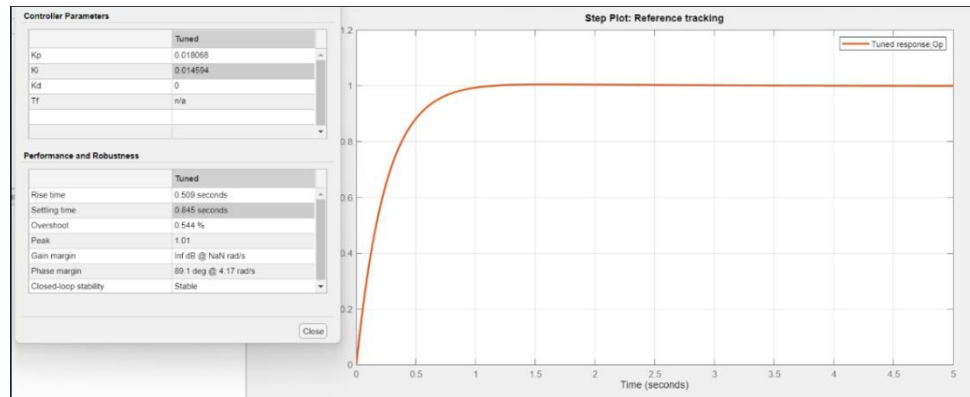 Controller Parameters
Tuned
Kp 0.018068
Ki 0.014594
Kd 0
Tf n/a
Performance and Robustness
Tuned
Rise time 0.509 seconds
Settling time 0.845 seconds
Overshoot 0.544 %
Peak 1.01
Gain margin Inf dB @ NaN rad/s
Phase margin 89.1 deg @ 4.17 rad/s
Closed-loop stability Stable
Close
Step Plot: Reference tracking
Tuned response,Gp
1.2
1
0.8
0.6
0.4
0.2
0
0 0.5 1 1.5 2 2.5 3 3.5 4 4.5 5
Time (seconds)